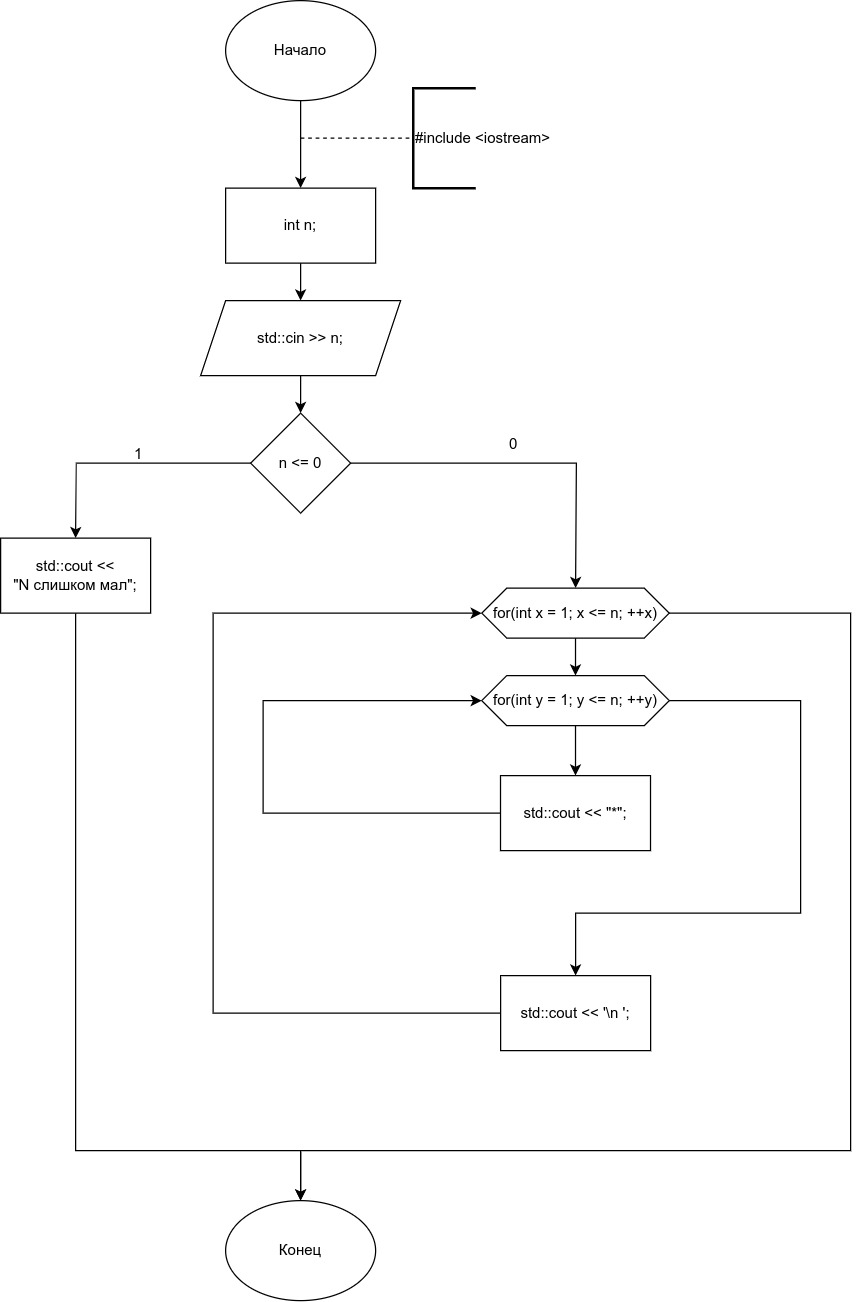 Начало
#include <iostream>
int n;
std::cin >> n;
n <= 0
1
0
std::cout <<
"N слишком мал";
for(int x = 1; x <= n; ++x)
for(int y = 1; y <= n; ++y)
std::cout << "*";
std::cout << '\n ';
Конец